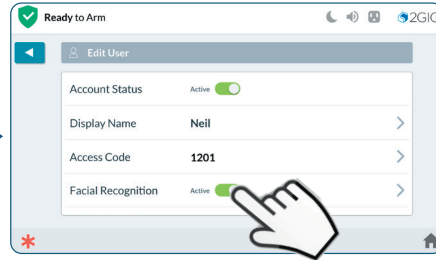 Ready to Arm
2GIG
Edit User
Account Status Active
Display Name Neil
Access Code 1201
Facial Recognition Active